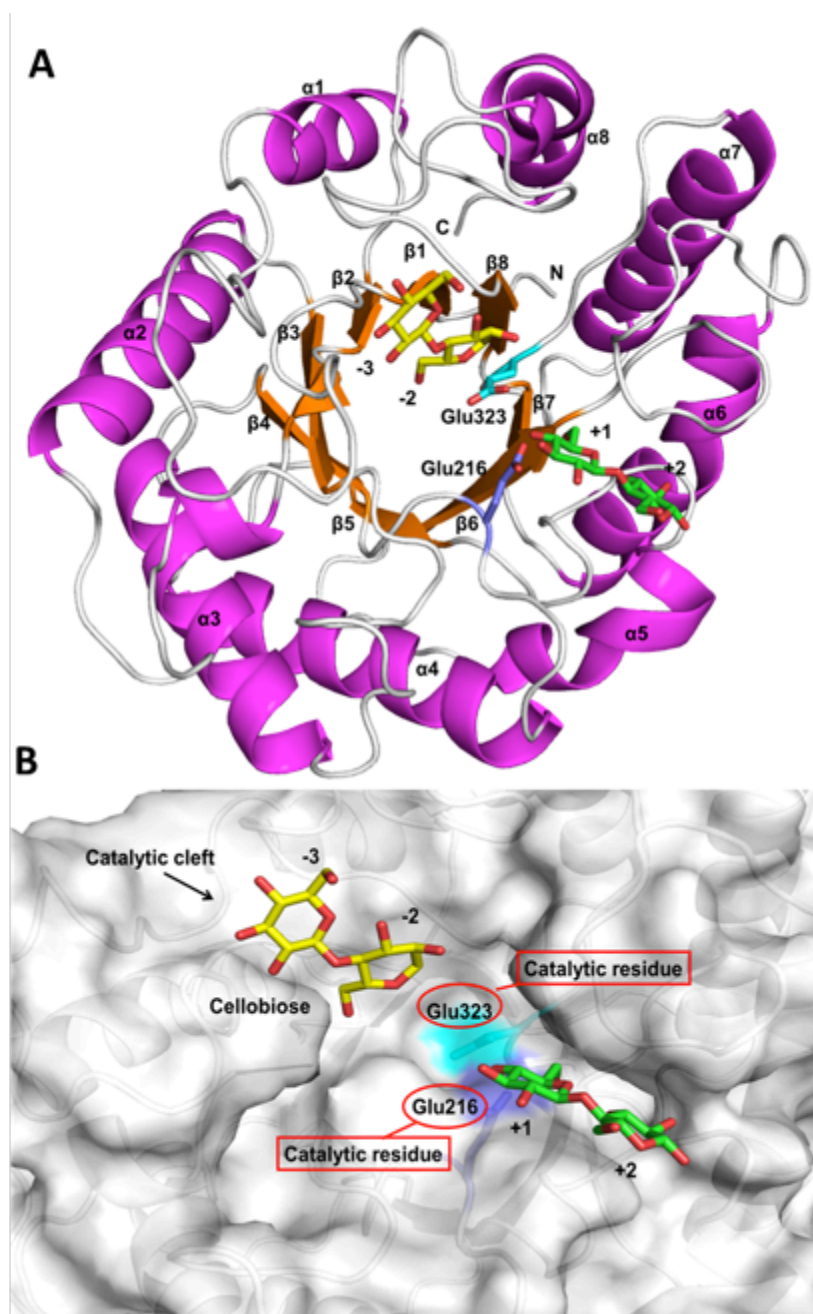 A
α1
α8
α7
C
β1
β8
N
β2
α2
β3
-3
-2
β4
Glu323
β7
α6
+1
Glu216
+2
β5
β6
α3
α5
α4
B
-3
Catalytic cleft
-2
Catalytic residue
Cellobiose
Glu323
Glu216
+1
Catalytic residue
+2